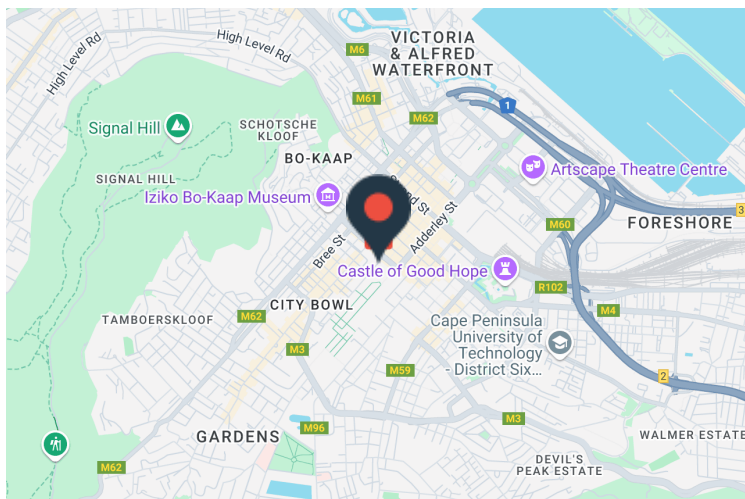 VICTORIA
& ALFRED
WATERFRONT
High Level Rd
High Level Rd
M6
M61
M62
1
Signal Hill
SCHOTSCHE
KLOOF
BO-KAAP
SIGNAL HILL
Iziko Bo-Kaap Museum
Artscape Theatre Centre
3
FORESHORE
M60
Adderley St
Bree St
Castle of Good Hope
R102
M4
CITY BOWL
TAMBOERSKLOOF
M62
M3
Cape Peninsula
University of
Technology
- District Six...
M59
2
M3
M96
GARDENS
M62
WALMER ESTATE
DEVIL'S
PEAK ESTATE